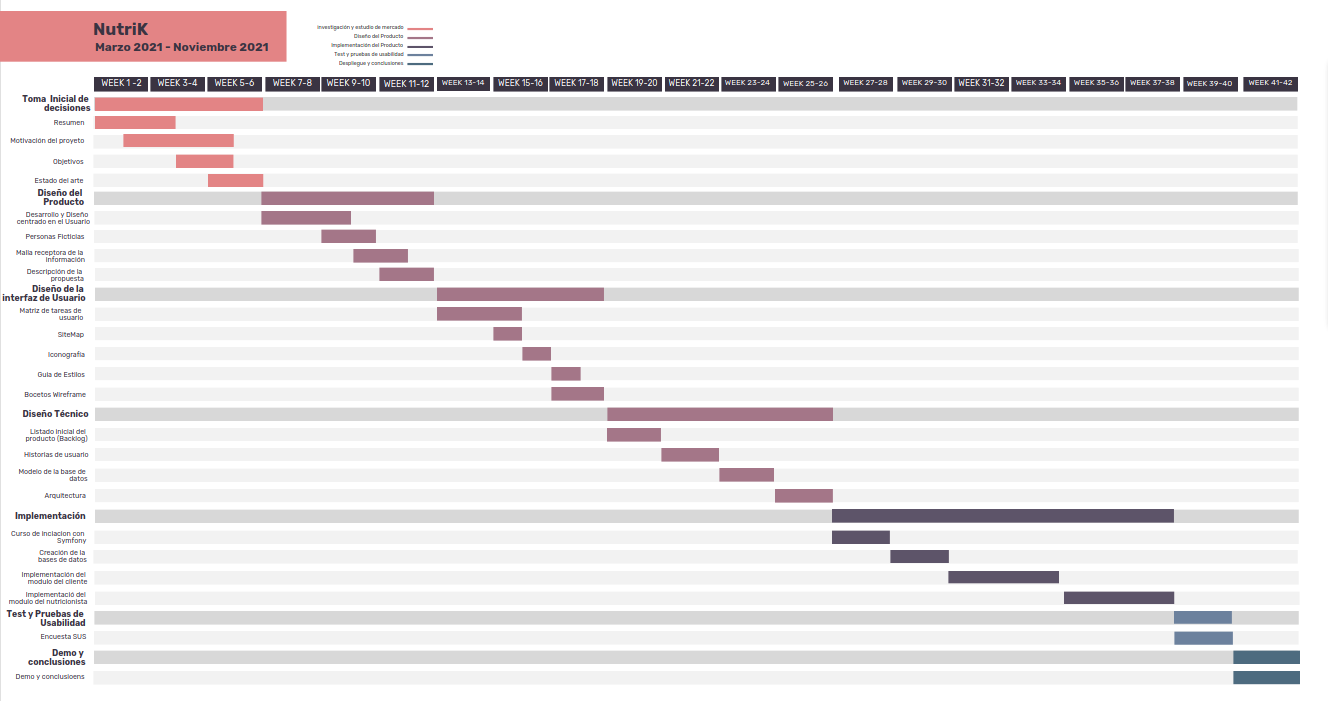 NutriK
Marzo 2021 - Noviembre 2021
Investigación y estudio de mercado
Diseño del Producto
Implementación del Producto
Test y pruebas de usabilidad
Despliegue y conclusiones
WEEK 1 -2 WEEK 3-4 WEEK 5-6 WEEK 7-8 WEEK 9-10 WEEK 11-12 WEEK 13-14 WEEK 15-16 WEEK 17-18 WEEK 19-20 WEEK 21-22 WEEK 23-24 WEEK 25-26 WEEK 27-28 WEEK 29-30 WEEK 31-32 WEEK 33-34 WEEK 35-36 WEEK 37-38 WEEK 39-40 WEEK 41-42
Toma Inicial de
decisiones
Resumen
Motivación del proyeto
Objetivos
Estado del arte
Diseño del
Producto
Desarrollo y Diseño
centrado en el Usuario
Personas Ficticias
Malla receptora de la
información
Descripción de la
propuesta
Diseño de la
interfaz de Usuario
Matriz de tareas de
usuario
SiteMap
Iconografía
Guía de Estilos
Bocetos Wireframe
Diseño Técnico
Listado inicial del
producto (Backlog)
Historias de usuario
Modelo de la base de
datos
Arquitectura
Implementación
Curso de inciacion con
Symfony
Creación de la
bases de datos
Implementación del
modulo del cliente
Implementació del
modulo del nutricionista
Test y Pruebas de
Usabilidad
Encuesta SUS
Demo y
conclusiones
Demo y conclusioens